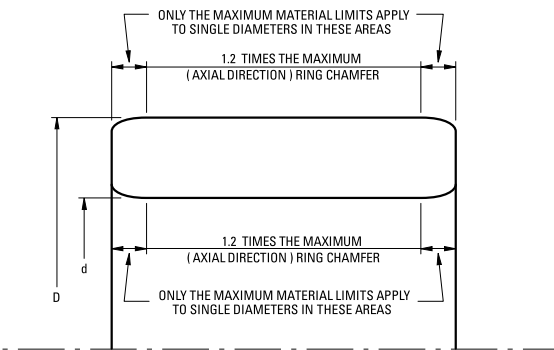 ONLY THE MAXIMUM MATERIAL LIMITS APPLY
TO SINGLE DIAMETERS IN THESE AREAS
1.2 TIMES THE MAXIMUM
( AXIAL DIRECTION ) RING CHAMFER
1.2 TIMES THE MAXIMUM
( AXIAL DIRECTION ) RING CHAMFER
d
D
ONLY THE MAXIMUM MATERIAL LIMITS APPLY
TO SINGLE DIAMETERS IN THESE AREAS